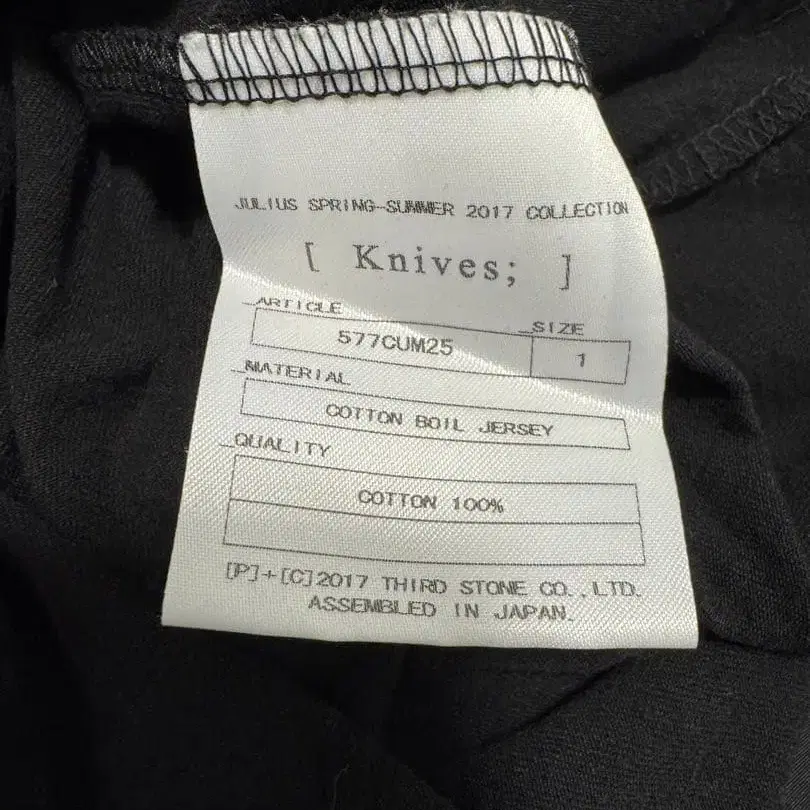 JULIUS SPRING-SUMMER 2017 COLLECTION
[ Knives; ]
_ARTICLE _SIZE
577CUM25 1
_MATERIAL
COTTON BOIL JERSEY
_QUALITY
COTTON 100%
[P]+[C]2017 THIRD STONE CO.,LTD.
ASSEMBLED IN JAPAN.